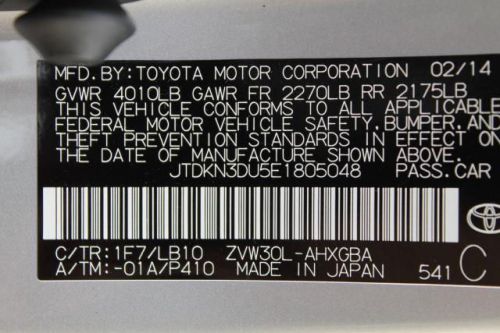 MFD.BY:TOYOTA MOTOR CORPORATION 02/14
GVWR 4010LB GAWR FR 2270LB RR 2175LB
THIS VEHICLE CONFORMS TO ALL APPLICABLE
FEDERAL MOTOR VEHICLE SAFETY,BUMPER,AND
THEFT PREVENTION STANDARDS IN EFFECT ON
THE DATE OF MANUFACTURE SHOWN ABOVE.
JTDKN3DU5E1805048 PASS.CAR
C/TR:1F7/LB10 ZVW30L-AHXGBA
A/TM:-01A/P410 MADE IN JAPAN 541 C
TOYOTA